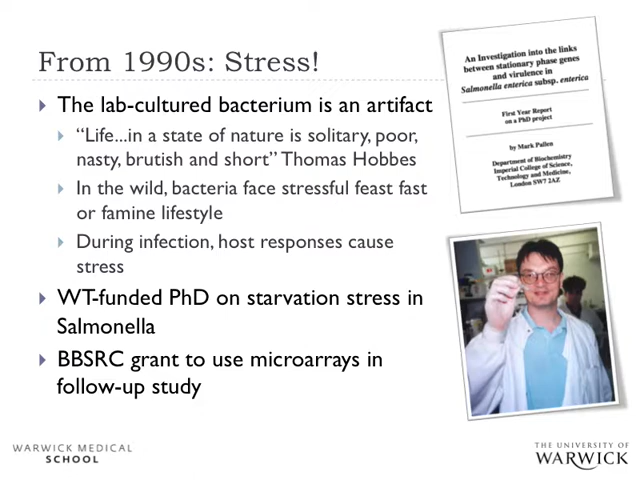 From 1990s: Stress!
The lab-cultured bacterium is an artifact
“Life...in a state of nature is solitary, poor,
nasty, brutish and short” Thomas Hobbes
In the wild, bacteria face stressful feast fast
or famine lifestyle
During infection, host responses cause
stress
WT-funded PhD on starvation stress in
Salmonella
BBSRC grant to use microarrays in
follow-up study
An Investigation into the links
between stationary phase genes
and virulence in
Salmonella enterica subsp. enterica
First Year Report
on a PhD project
by Mark Pallen
Department of Biochemistry
Imperial College of Science,
Technology and Medicine,
London SW7 2AZ
WARWICK MEDICAL
SCHOOL
THE UNIVERSITY OF
WARWICK